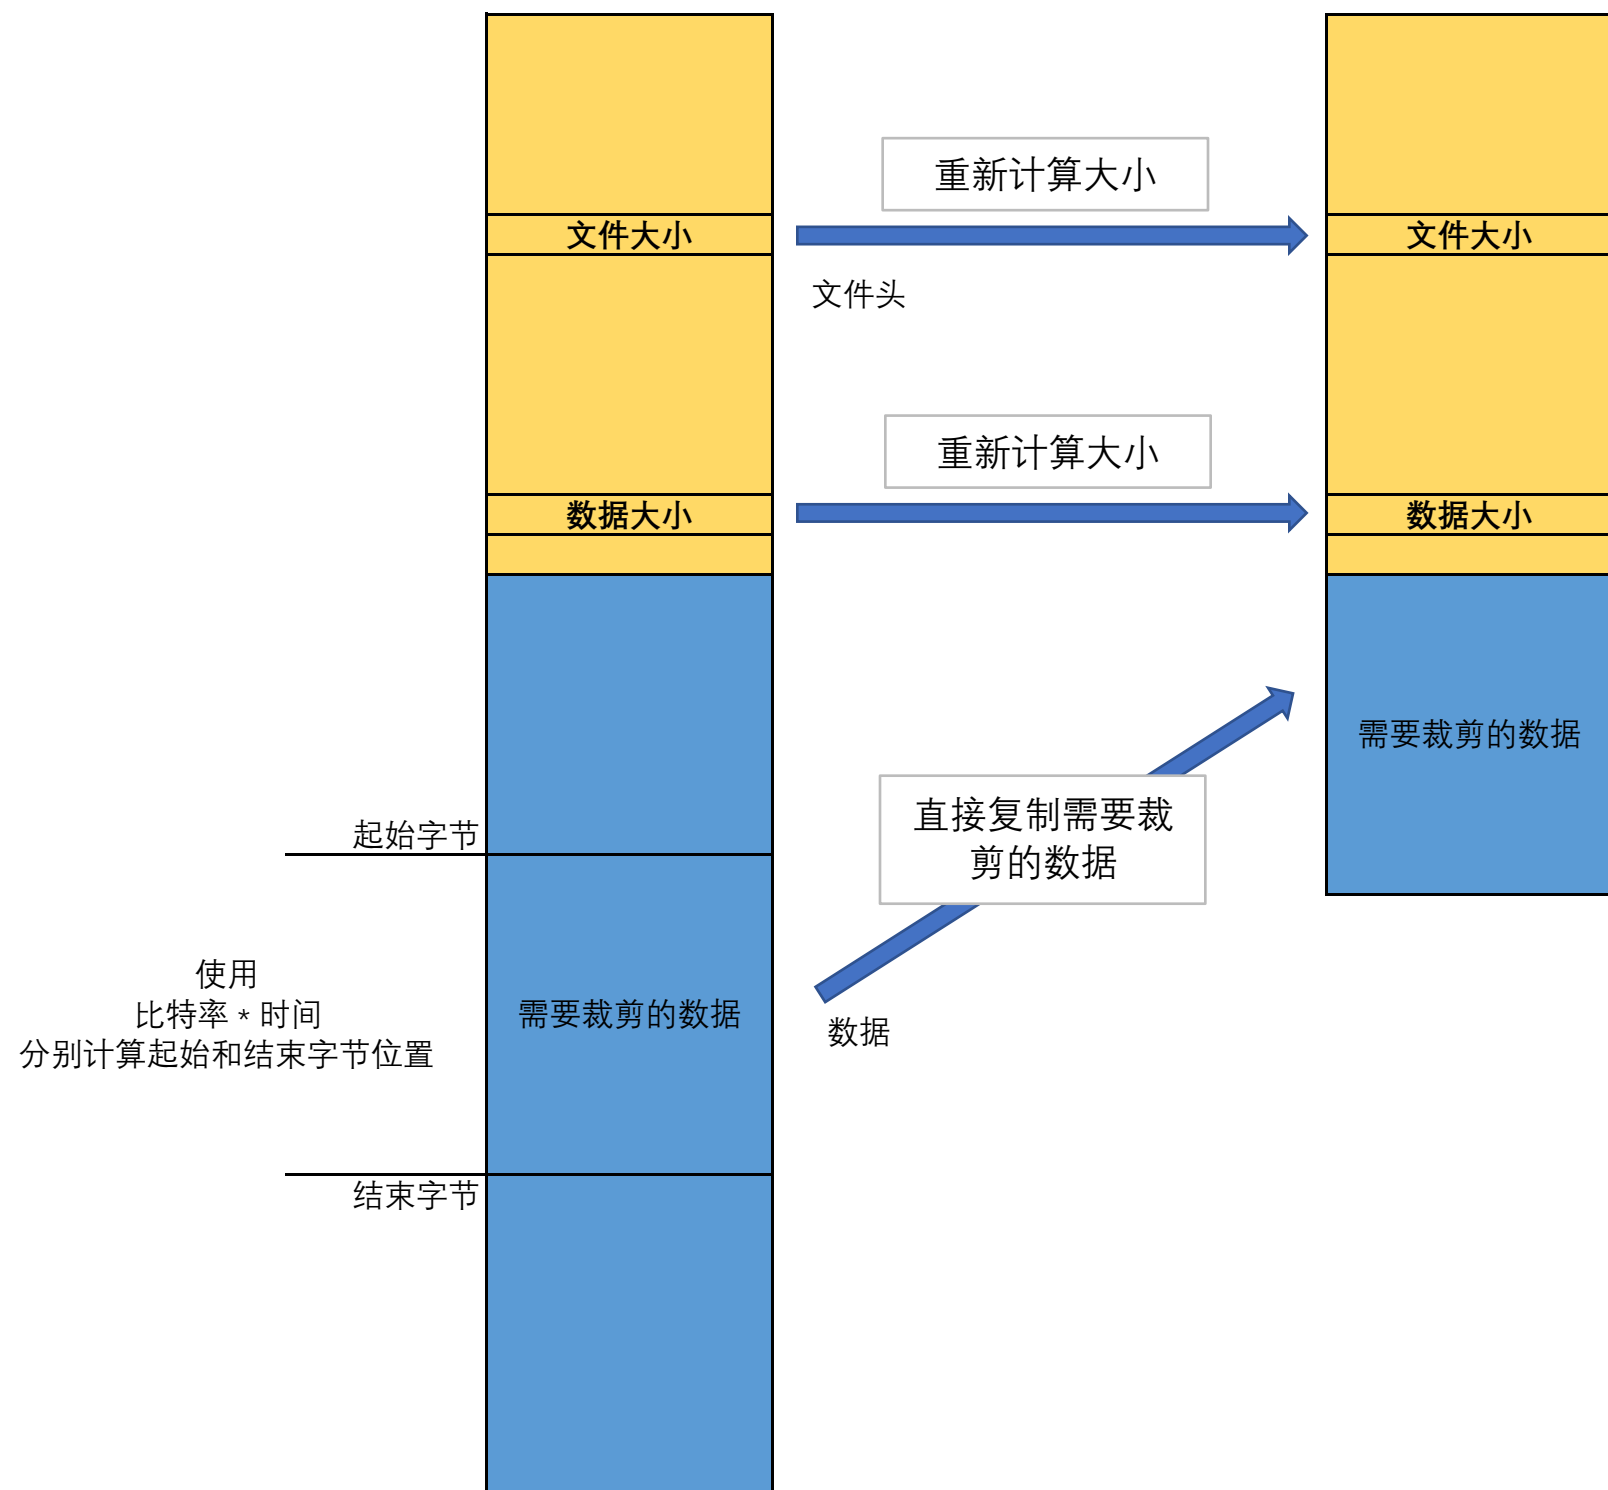 重新计算大小
文件大小
文件大小
文件头
重新计算大小
数据大小
数据大小
需要裁剪的数据
直接复制需要裁
剪的数据
起始字节
使用
比特率 * 时间
分别计算起始和结束字节位置
需要裁剪的数据
数据
结束字节